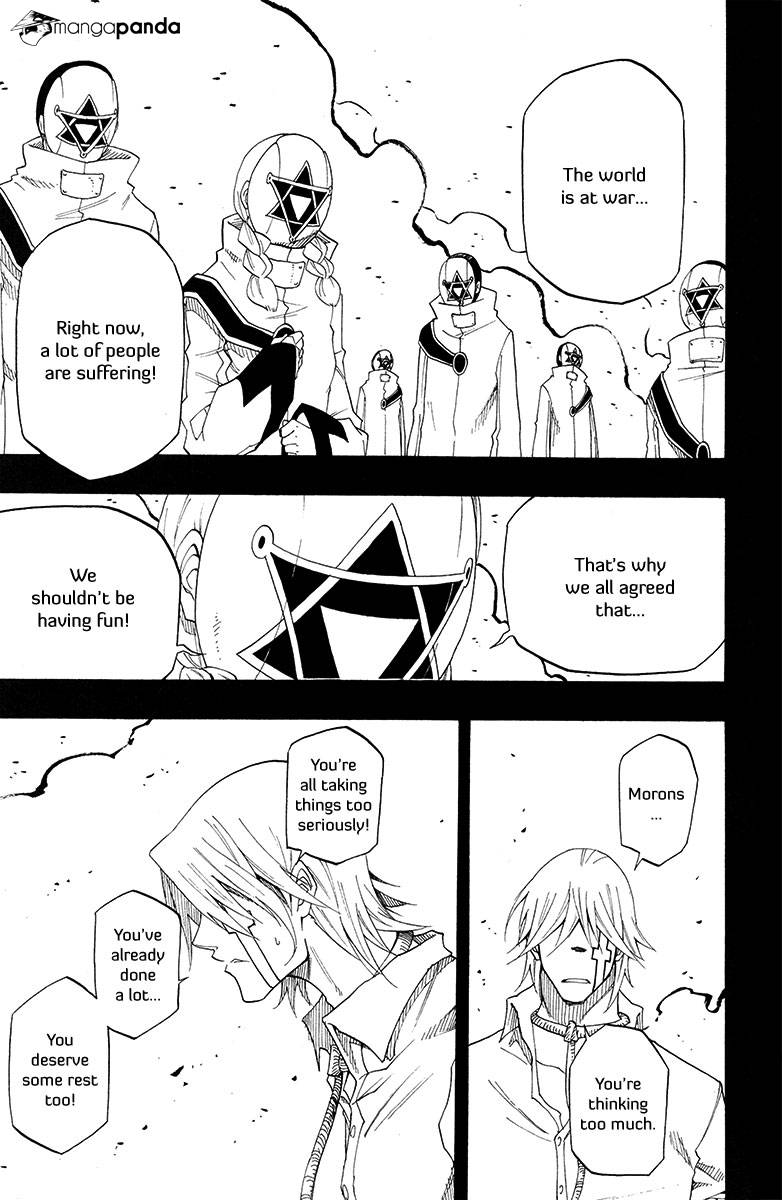 mangapanda
The world
is at war...
Right now,
a lot of people
are suffering!
That's why
we all agreed
that...
We
shouldn't be
having fun!
Morons
...
You're
thinking
too much.
You're
all taking
things too
seriously!
You've
already
done
a lot...
You
deserve
some rest
too!